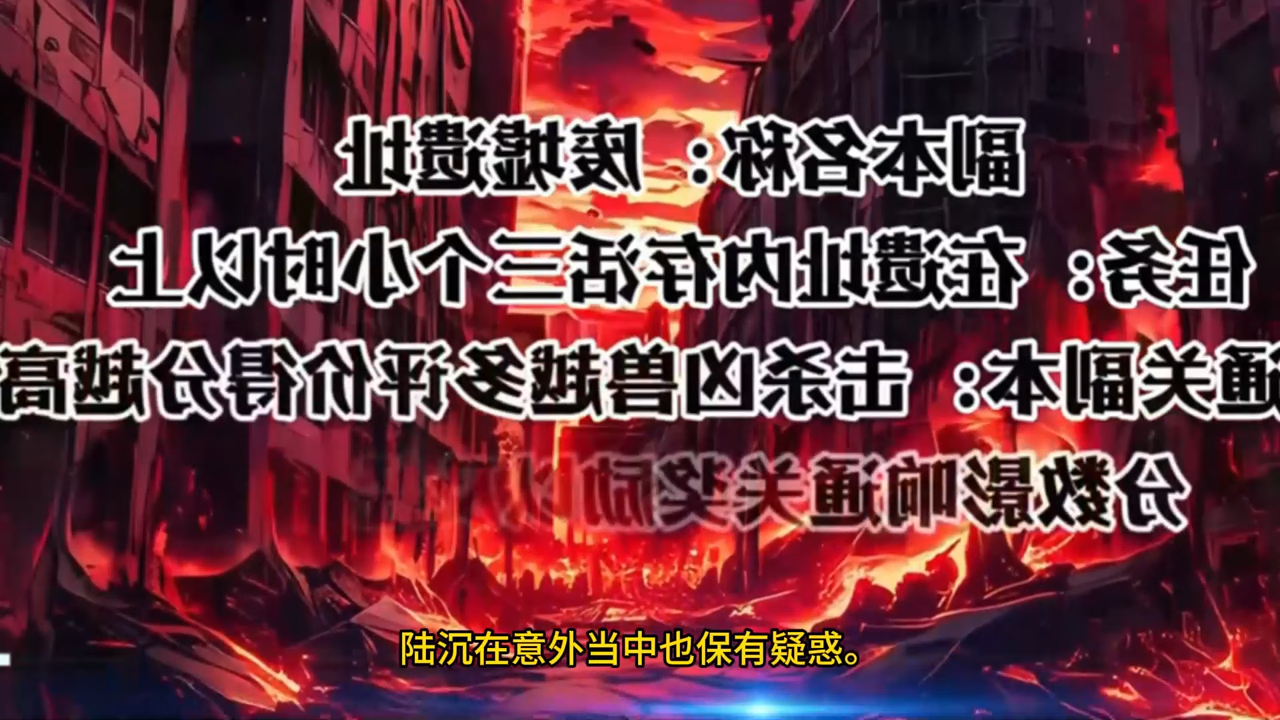 副本名称：废墟遗址
任务：在遗址内存活三个小时以上
通关副本：击杀凶兽越多评价得分越高
分数影响通关奖励以
陆沉在意外当中也保有疑惑。